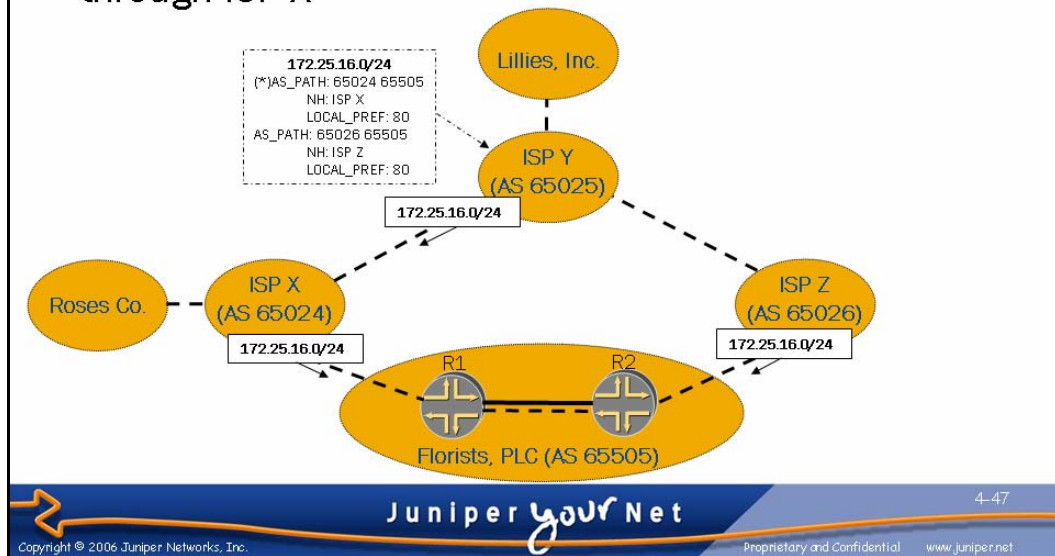 through ISP X
Lillies, Inc.
172.25.16.0/24
(*)AS_PATH: 65024 65505
NH: ISP X
LOCAL_PREF: 80
AS_PATH: 65026 65505
NH: ISP Z
LOCAL_PREF: 80
ISP Y
(AS 65025)
172.25.16.0/24
Roses Co.
ISP X
(AS 65024)
ISP Z
(AS 65026)
172.25.16.0/24
172.25.16.0/24
R1
R2
Florists, PLC (AS 65505)
Juniper your Net
4-47
Copyright © 2006 Juniper Networks, Inc.
Proprietary and Confidential
www.juniper.net